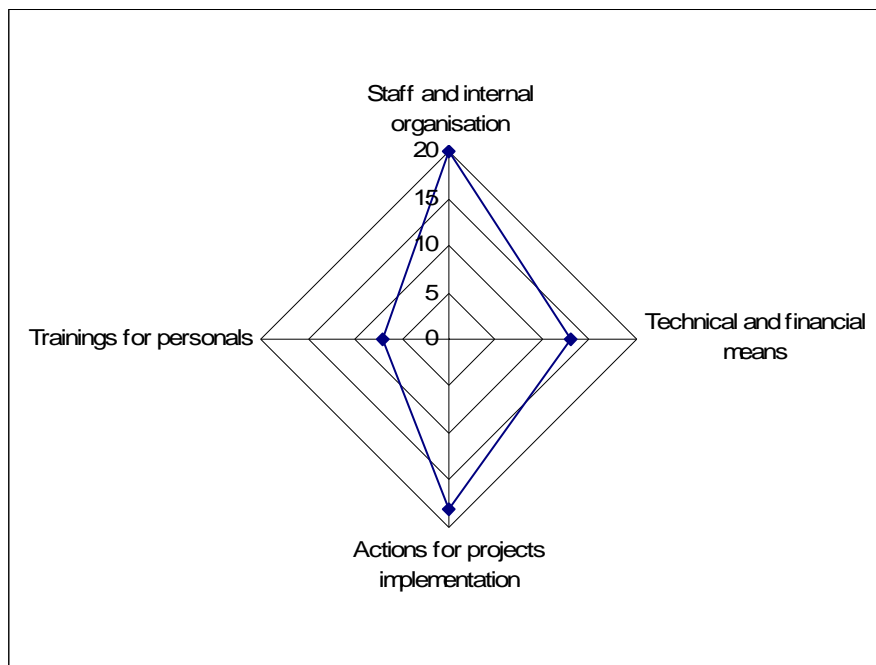 Staff and internal
organisation
20
15
10
5
0
Trainings for personals
Technical and financial
means
Actions for projects
implementation